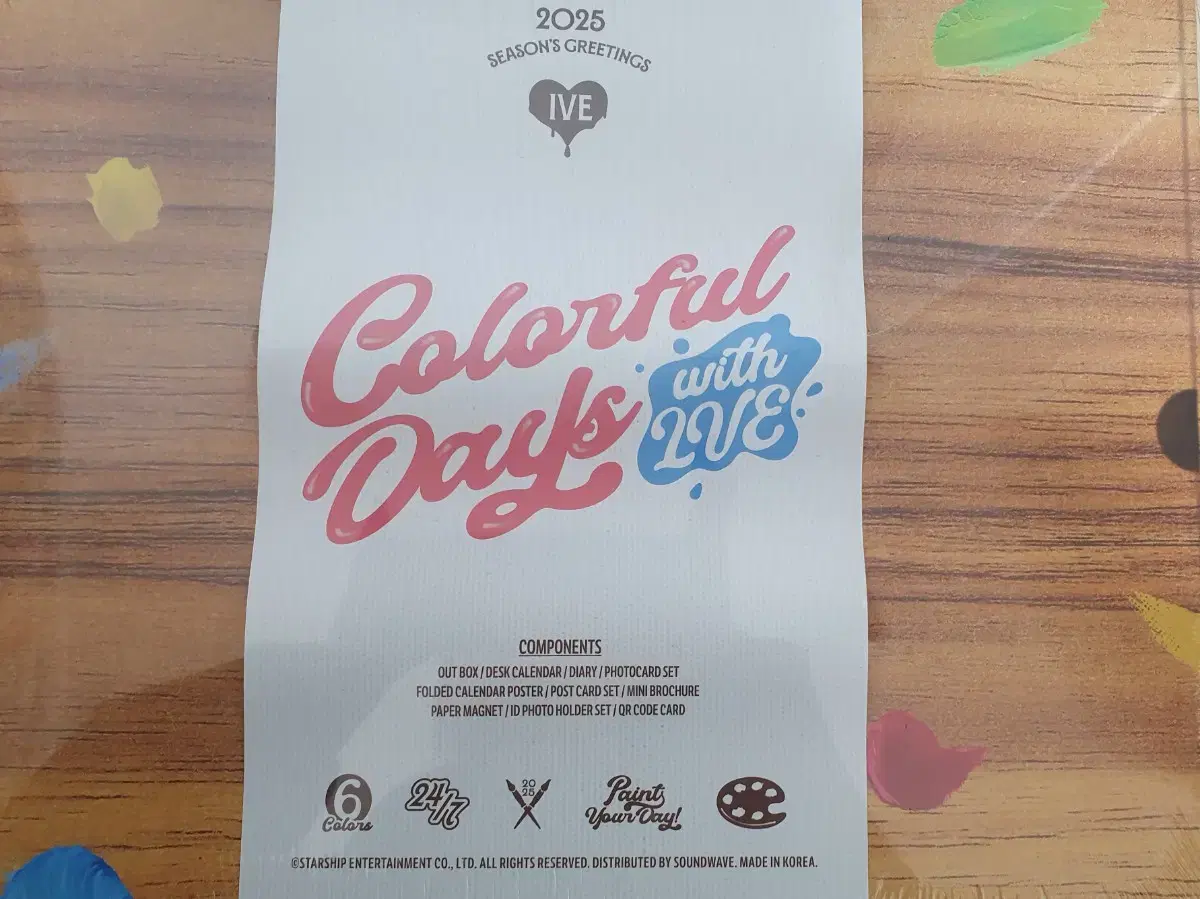 2025
SEASON'S GREETINGS
IVE
Colorful
Days
with
IVE
COMPONENTS
OUT BOX / DESK CALENDAR / DIARY / PHOTOCARD SET
FOLDED CALENDAR POSTER / POST CARD SET / MINI BROCHURE
PAPER MAGNET / ID PHOTO HOLDER SET / QR CODE CARD
6
Colors
24/7
20
25
Paint
Your Day!
©STARSHIP ENTERTAINMENT CO., LTD. ALL RIGHTS RESERVED. DISTRIBUTED BY SOUNDWAVE. MADE IN KOREA.